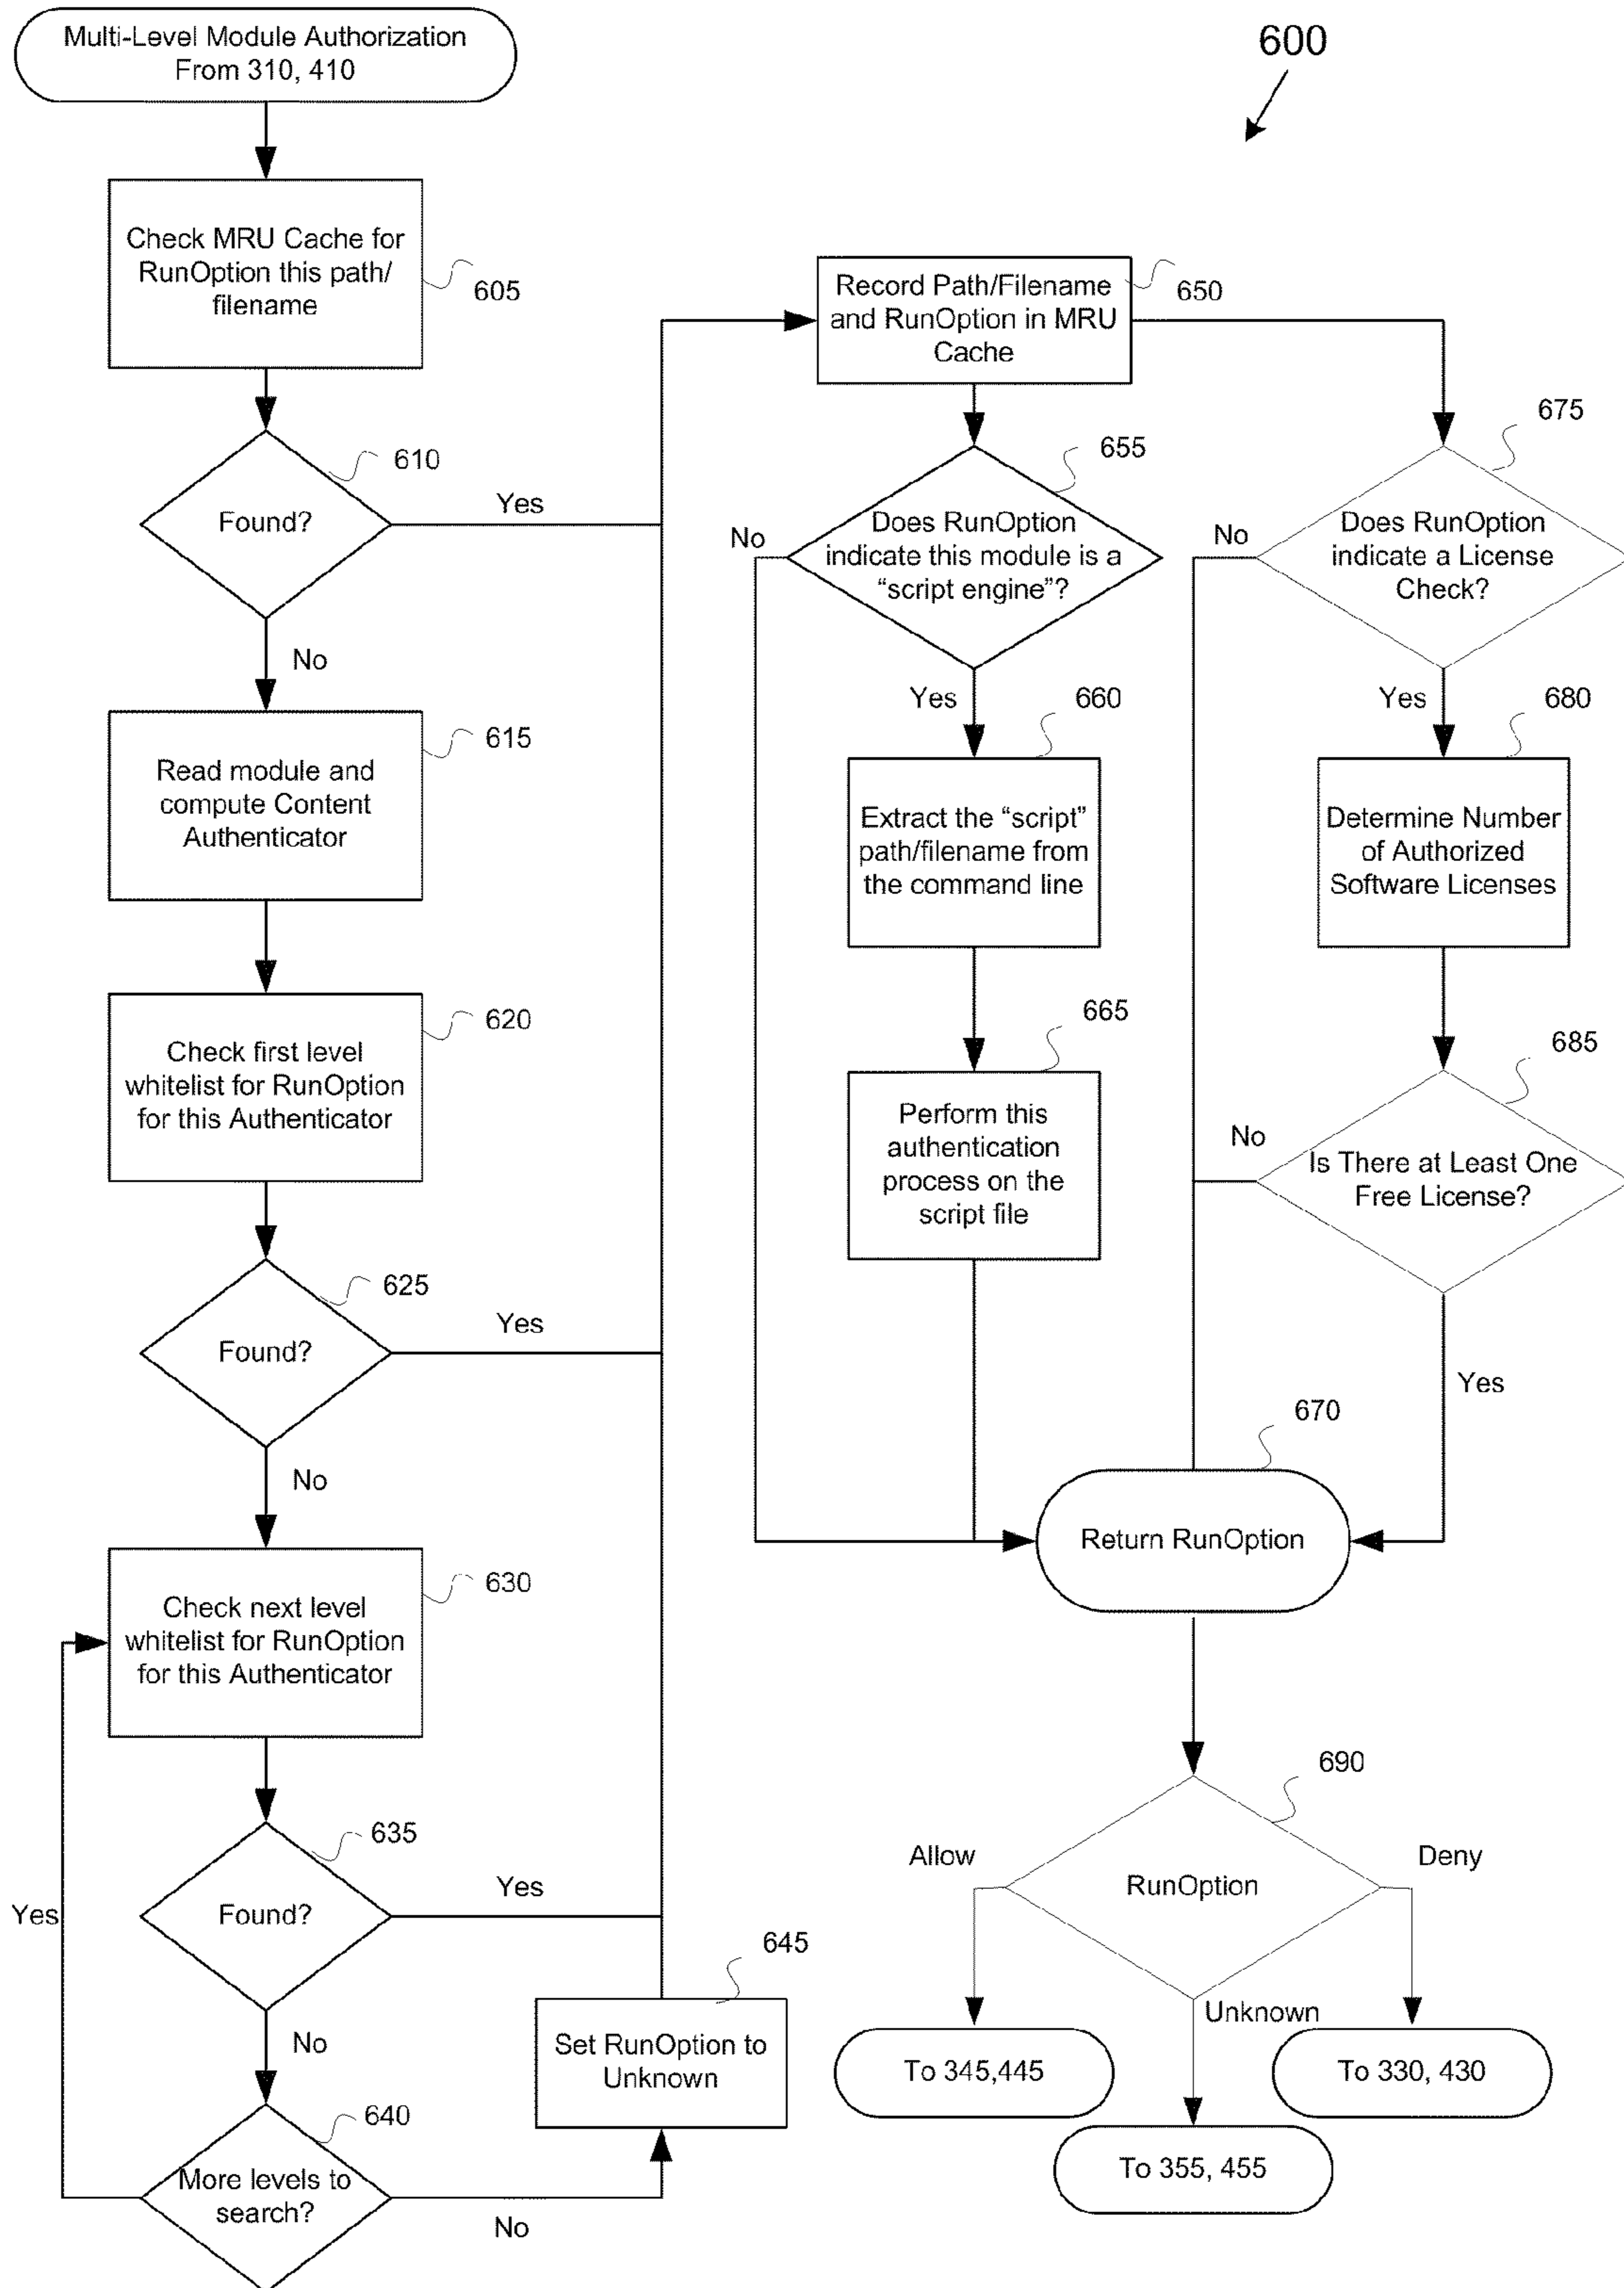 Multi-Level Module Authorization
From 310, 410
600
Check MRU Cache for
RunOption this path/
filename
605
Found?
610
Yes
No
Read module and
compute Content
Authenticator
615
Check first level
whitelist for RunOption
for this Authenticator
620
Found?
625
Yes
No
Check next level
whitelist for RunOption
for this Authenticator
630
Found?
635
Yes
No
More levels to
search?
640
Yes
No
Set RunOption to
Unknown
645
Record Path/Filename
and RunOption in MRU
Cache
650
Does RunOption
indicate this module is a
“script engine”?
655
No
Yes
Extract the “script”
path/filename from
the command line
660
Perform this
authentication
process on the
script file
665
Does RunOption
indicate a License
Check?
675
No
Yes
Determine Number
of Authorized
Software Licenses
680
Is There at Least One
Free License?
685
No
Yes
Return RunOption
670
RunOption
690
Allow
Unknown
Deny
To 345,445
To 355, 455
To 330, 430